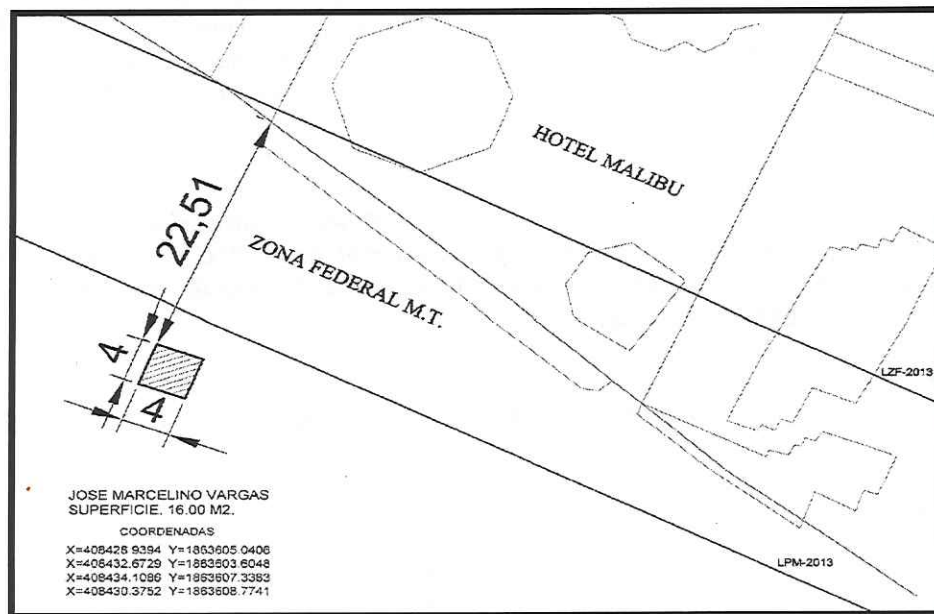 HOTEL MALIBU
22,51
ZONA FEDERAL M.T.
4
4
LZF-2013
JOSE MARCELINO VARGAS
SUPERFICIE. 16.00 M2.
COORDENADAS
X=408428.9394 Y=1863605.0406
X=408432.6729 Y=1863603.6048
X=408434.1086 Y=1863607.3383
X=408430.3752 Y=1863608.7741
LPM-2013